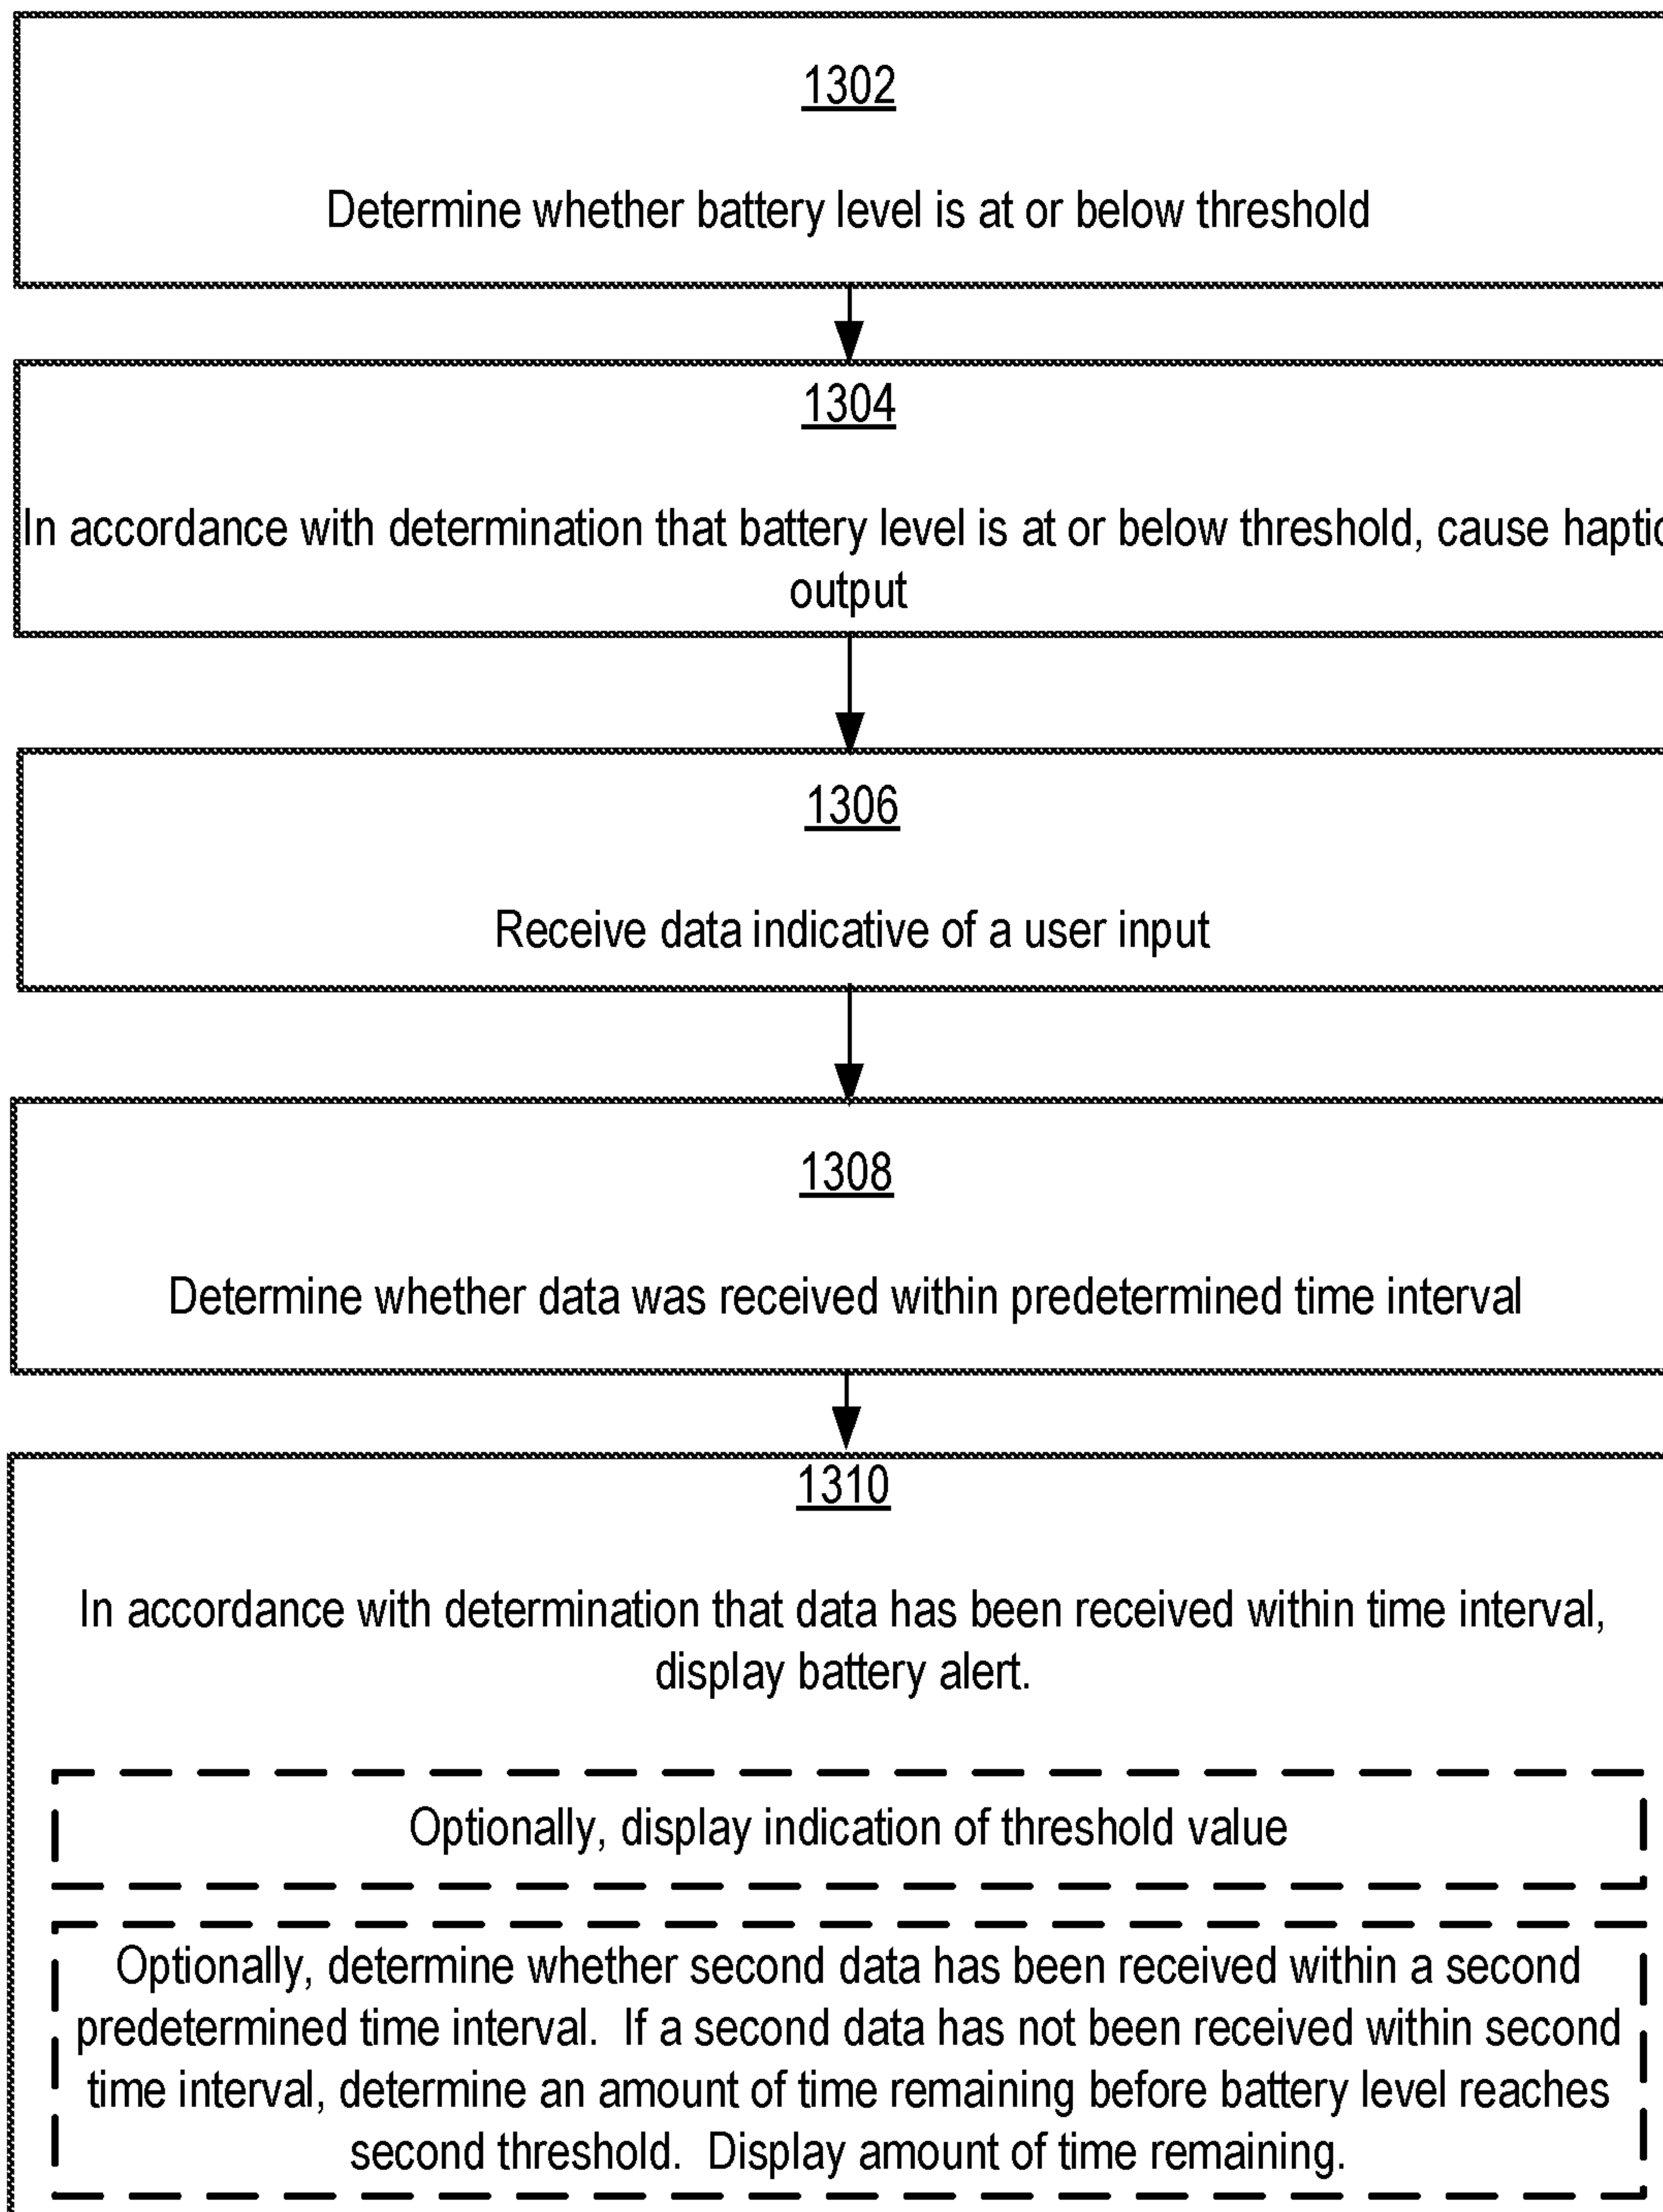 1302
Determine whether battery level is at or below threshold
1304
In accordance with determination that battery level is at or below threshold, cause haptic
output
1306
Receive data indicative of a user input
1308
Determine whether data was received within predetermined time interval
1310
In accordance with determination that data has been received within time interval,
display battery alert.
Optionally, display indication of threshold value
Optionally, determine whether second data has been received within a second
predetermined time interval.  If a second data has not been received within second
time interval, determine an amount of time remaining before battery level reaches
second threshold.  Display amount of time remaining.